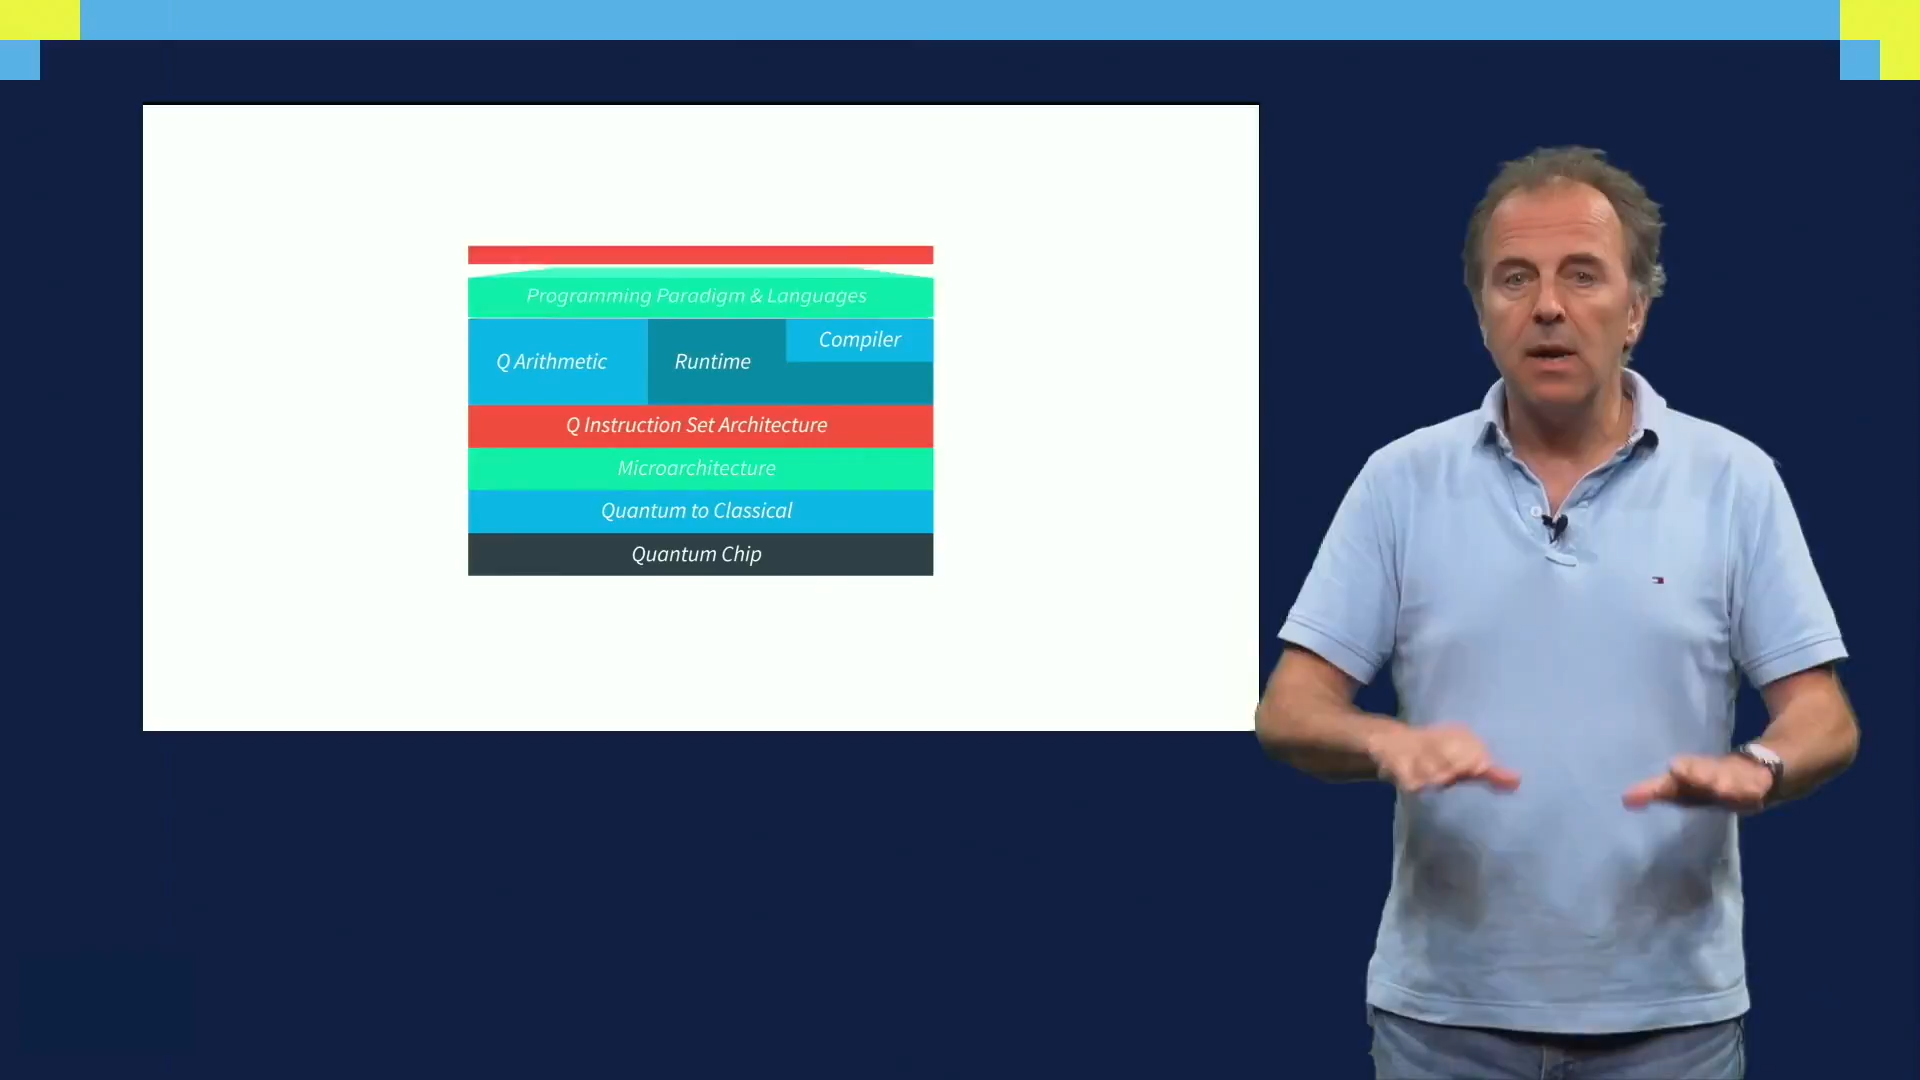 Programming Paradigm & Languages
Q Arithmetic
Runtime
Compiler
Q Instruction Set Architecture
Microarchitecture
Quantum to Classical
Quantum Chip